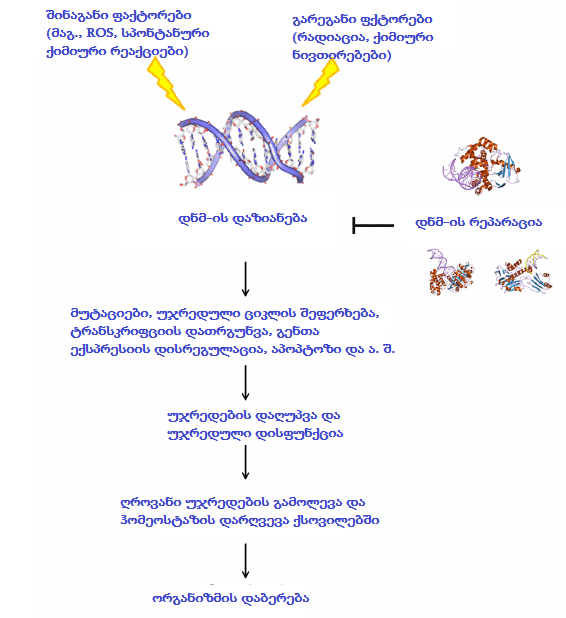 შინაგანი ფაქტორები
(მაგ., ROS, სპონტანური
ქიმიური რეაქციები)
გარეგანი ფქტორები
(რადიაცია, ქიმიური
ნივთირებები)
დნმ-ის დაზიანება
დნმ-ის რეპარაცია
მუტაციები, უჯრედული ციკლის შეფერხება,
ტრანსკრიფციის დათრგუნვა, გენთა
ექსპრესიის დისრეგულაცია, აპოპტოზი და ა. შ.
უჯრედების დაღუპვა და
უჯრედული დისფუნქცია
ღროვანი უჯრედების გამოლევა და
ჰომეოსტაზის დარღვევა ქსოვილებში
ორგანიზმის დაბერება